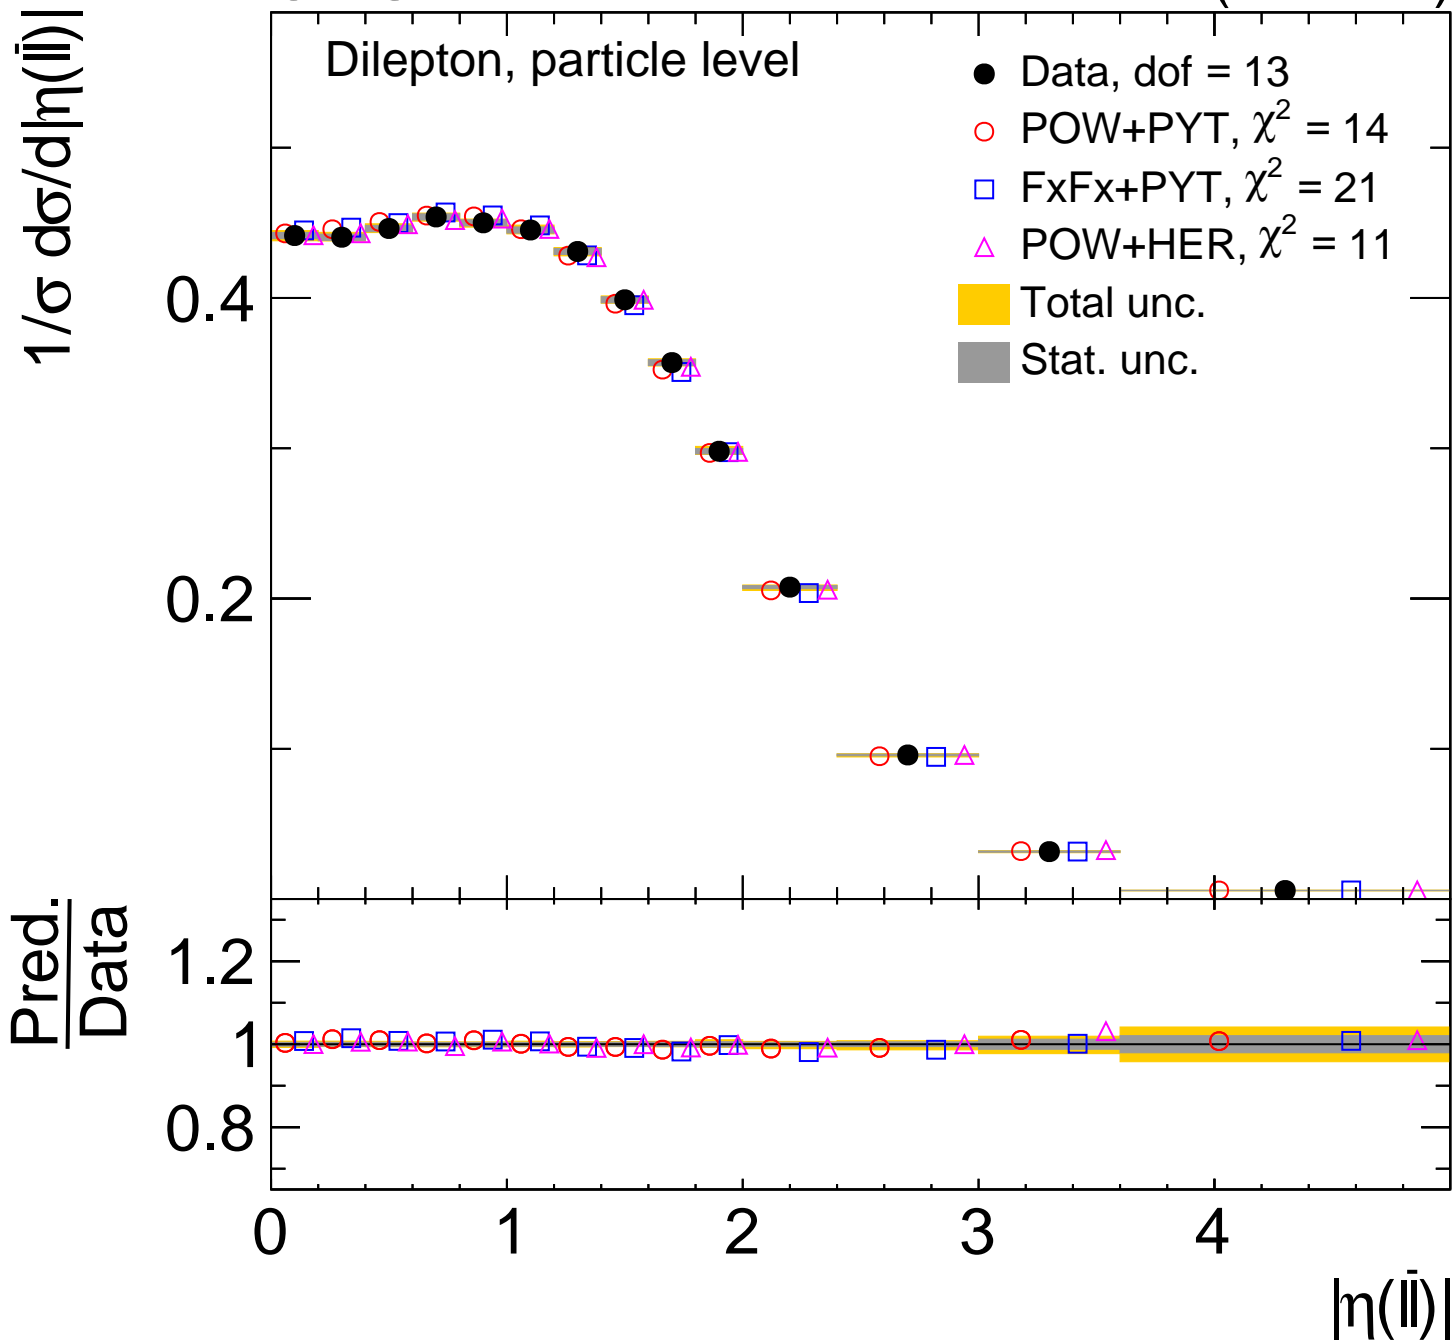 1/σ dσ/d|η(ll̄)|
Dilepton, particle level
Data, dof = 13
POW+PYT, χ² = 14
FxFx+PYT, χ² = 21
POW+HER, χ² = 11
Total unc.
Stat. unc.
0.4
0.2
Pred.
Data
1.2
1
0.8
0 1 2 3 4
|η(ll̄)|